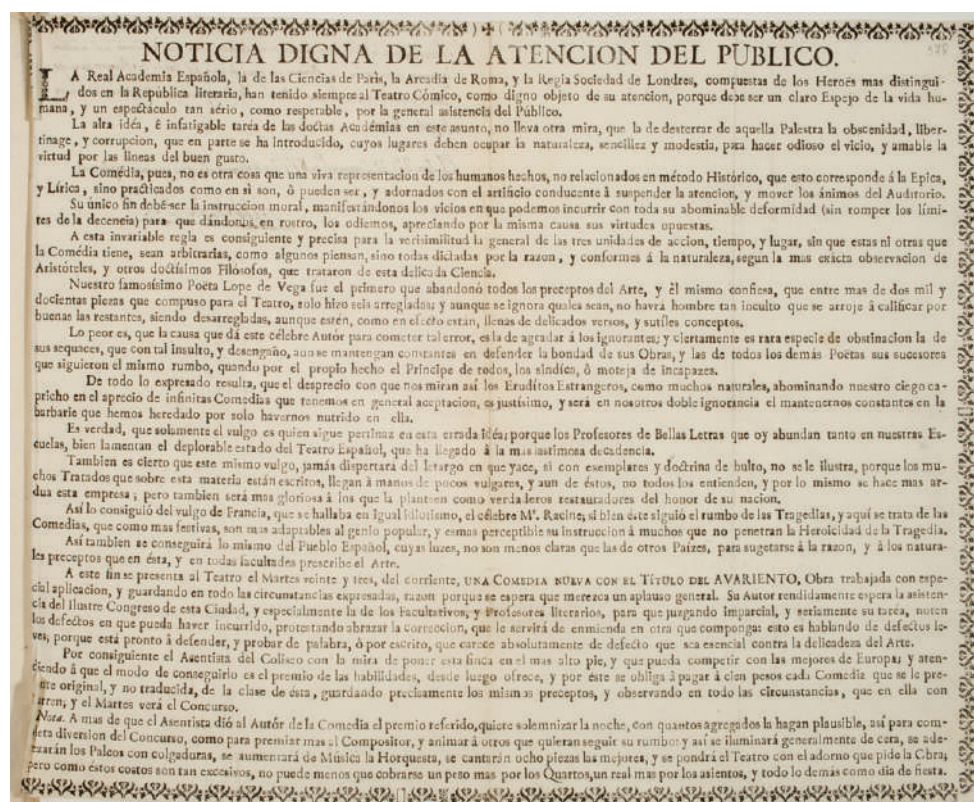 NOTICIA DIGNA DE LA ATENCION DEL PUBLICO.
LA Real Academia Española, la de las Ciencias de Paris, la Arcadia de Roma, y la Regia Sociedad de Londres, compuestas de los Heroes mas distingui-
dos en la Republica literaria, han tenido siempre al Teatro Cómico, como digno objeto de su atencion, porque debe ser un claro Espejo de la vida hu-
mana, y un espectáculo tan sério, como respetable, por la general asistencia del Público.
La alta idéa, è infatigable taréa de las doctas Académias en este asunto, no lleva otra mira, que la de desterrar de aquella Palestra la obscenidad, liber-
tinage, y corrupcion, que en parte se ha introducido, cuyos lugares deben ocupar la naturaleza, sencillez y modestia, para hacer odioso el vicio, y amable la
virtud por las lineas del buen gusto.
La Comédia, pues, no es otra cosa que una viva representacion de los humanos hechos, no relacionados en método Histórico, que esto corresponde á la Epica,
y Lírica, sino practicados como en sì son, ò pueden ser, y adornados con el artificio conducente à suspender la atencion, y mover los ánimos del Auditorio.
Su único fin debe ser la instruccion moral, manifestandonos los vicios en que podemos incurrir con toda su abominable deformidad (sin romper los lími-
tes de la decencia) para que dándonos en rostro, los odiemos, apreciando por la misma causa sus virtudes opuestas.
A esta invariable regla es consiguiente y precisa para la verisimilitud la general de las tres unidades de accion, tiempo, y lugar, sin que estas ni otras que
la Comédia tiene, sean arbitrarias, como algunos piensan, sino todas dictadas por la razon, y conformes á la naturaleza, segun la mas exácta observacion de
Aristóteles, y otros doctísimos Filósofos, que trataron de esta delicada Ciencia.
Nuestro famosísimo Poëta Lope de Vega fue el primero que abandonó todos los preceptos del Arte, y él mismo confiesa, que entre mas de dos mil y
docientas piezas que compuso para el Teatro, solo hizo seis arregladas; y aunque se ignora quales sean, no havrá hombre tan inculto que se arroje à calificar por
buenas las restantes, siendo desarregladas, aunque estén, como en efecto están, llenas de delicados versos, y sutiles conceptos.
Lo peor es, que la causa que dá este célebre Autór para cometer tal error, es la de agradar á los ignorantes; y ciertamente es rara especie de obstinacion la de
sus sequaces, que con tal insulto, y desengaño, aun se mantengan constantes en defender la bondad de sus Obras, y las de todos los demás Poëtas sus sucesores
que siguieron el mismo rumbo, quando por el propio hecho el Príncipe de todos, los sindica, ò moteja de incapazes.
De todo lo expresado resulta, que el desprecio con que nos miran asi los Erudítos Estrangeros, como muchos naturales, abominando nuestro ciego ca-
pricho en el aprecio de infinitas Comedias que tenemos en general aceptacion, es justísimo, y será en nosotros doble ignorancia el mantenernos constantes en la
barbarie que hemos heredado por solo havernos nutrido en ella.
Es verdad, que solamente el vulgo es quien sigue pertináz en esta errada idéa; porque los Profesores de Bellas Letras que oy abundan tanto en nuestras Es-
cuelas, bien lamentan el deplorable estado del Teatro Español, que ha llegado à la mas lastimosa decadencia.
Tambien es cierto que este mismo vulgo, jamás dispertará del letargo en que yace, si con exemplares y doctrina de bulto, no se le ilustra, porque los mu-
chos Tratados que sobre esta materia están escritos, llegan à manos de pocos vulgares, y aun de éstos, no todos los entienden, y por lo mismo se hace mas ar-
dua esta empresa; pero tambien será mas gloriosa à los que la planteen como verdaderos restauradores del honor de su nacion.
Asi lo consiguió del vulgo de Francia, que se hallaba en igual idiotismo, el célebre Mr. Racine; si bien éste siguió el rumbo de las Tragedias, y aqui se trata de las
Comedias, que como mas festivas, son mas adaptables al genio popular, y es mas perceptible su instruccion à muchos que no penetran la Heroicidad de la Tragedia.
Asi tambien se conseguirá lo mismo del Pueblo Español, cuyas luzes, no son menos claras que las de otros Países, para sugetarse à la razon, y à los natura-
les preceptos que en ésta, y en todas facultades prescribe el Arte.
A este fin se presenta al Teatro el Martes veinte y tres, del corriente, UNA COMEDIA NUEVA CON EL TÍTULO DEL AVARIENTO, Obra trabajada con espe-
cial aplicacion, y guardando en todo las circunstancias expresadas, razon porque se espera que merezca un aplauso general. Su Autor rendidamente espera la asisten-
cia del Ilustre Congreso de esta Ciudad, y especialmente la de los Facultativos, y Profesores literarios, para que juzgando imparcial, y seriamente su taréa, noten
los defectos en que pueda haver incurrido, protestando abrazar la correccion, que le servirá de enmienda en otra que componga: esto es hablando de defectos le-
ves, porque está pronto à defender, y probar de palabra, ò por escrito, que carece absolutamente de defecto que sea esencial contra la delicadeza del Arte.
Por consiguiente el Asentista del Coliseo con la mira de poner esta finca en el mas alto pie, y que pueda competir con las mejores de Europa; y aten-
diendo à que el modo de conseguirlo es el premio de las habilidades, desde luego ofrece, y por éste se obliga à pagar à cien pesos cada Comedia que se le pre-
nte original, y no traducida, de la clase de ésta, guardando precisamente los mismos preceptos, y observando en todo las circunstancias, que en ella con
rren; y el Martes verá el Concurso.
Nota. A mas de que el Asentista dió al Autór de la Comedia el premio referido, quiere solemnizar la noche, con quantos agregados la hagan plausible, asi para com-
leta diversion del Concurso, como para premiar mas al Compositor, y animar à otros que quieran seguir su rumbo: y asi se iluminará generalmente de cera, se ade-
zarán los Palcos con colgaduras, se aumentará de Música la Horquesta, se cantarán ocho piezas las mejores, y se pondrá el Teatro con el adorno que pide la Obra;
pero como éstos costos son tan excesivos, no puede menos que cobrarse un peso mas por los Quartos, un real mas por los asientos, y todo lo demás como dia de fiesta.